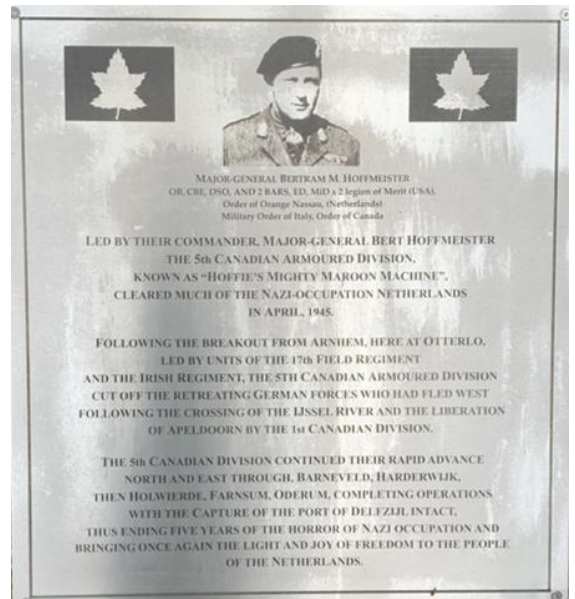 MAJOR-GENERAL BERTRAM M. HOFFMEISTER
OB, CBE, DSO, AND 2 BARS, ED, MiD x 2 legion of Merit (USA),
Order of Orange Nassau, (Netherlands)
Military Order of Italy, Order of Canada
LED BY THEIR COMMANDER, MAJOR-GENERAL BERT HOFFMEISTER
THE 5th CANADIAN ARMOURED DIVISION,
KNOWN AS “HOFFIE’S MIGHTY MAROON MACHINE”,
CLEARED MUCH OF THE NAZI-OCCUPATION NETHERLANDS
IN APRIL, 1945.
FOLLOWING THE BREAKOUT FROM ARNHEM, HERE AT OTTERLO,
LED BY UNITS OF THE 17th FIELD REGIMENT
AND THE IRISH REGIMENT, THE 5TH CANADIAN ARMOURED DIVISION
CUT OFF THE RETREATING GERMAN FORCES WHO HAD FLED WEST
FOLLOWING THE CROSSING OF THE IJSSEL RIVER AND THE LIBERATION
OF APELDOORN BY THE 1st CANADIAN DIVISION.
THE 5th CANADIAN DIVISION CONTINUED THEIR RAPID ADVANCE
NORTH AND EAST THROUGH, BARNEVELD, HARDERWIJK,
THEN HOLWIERDE, FARNSUM, ODERUM, COMPLETING OPERATIONS
WITH THE CAPTURE OF THE PORT OF DELFZIJL INTACT,
THUS ENDING FIVE YEARS OF THE HORROR OF NAZI OCCUPATION AND
BRINGING ONCE AGAIN THE LIGHT AND JOY OF FREEDOM TO THE PEOPLE
OF THE NETHERLANDS.